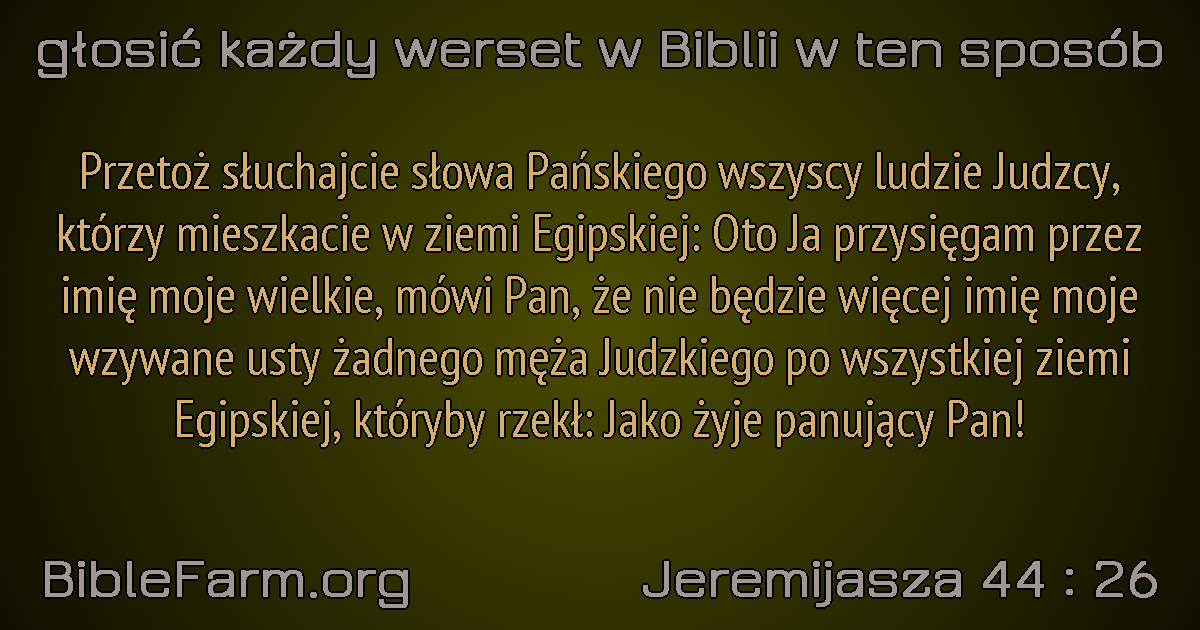 głosić każdy werset w Biblii w ten sposób
Przetoż słuchajcie słowa Pańskiego wszyscy ludzie Judzcy,
którzy mieszkacie w ziemi Egipskiej: Oto Ja przysięgam przez
imię moje wielkie, mówi Pan, że nie będzie więcej imię moje
wzywane usty żadnego męża Judzkiego po wszystkiej ziemi
Egipskiej, któryby rzekł: Jako żyje panujący Pan!
BibleFarm.org
Jeremijasza 44 : 26